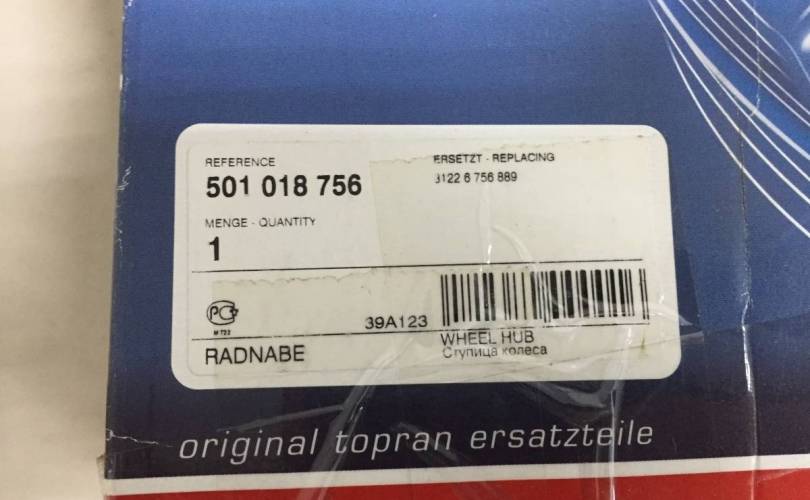 REFERENCE
501 018 756
ERSETZT - REPLACING
3122 6 756 889
MENGE - QUANTITY
1
39A123
RADNABE
WHEEL HUB
Ступица колеса
original topran ersatzteile